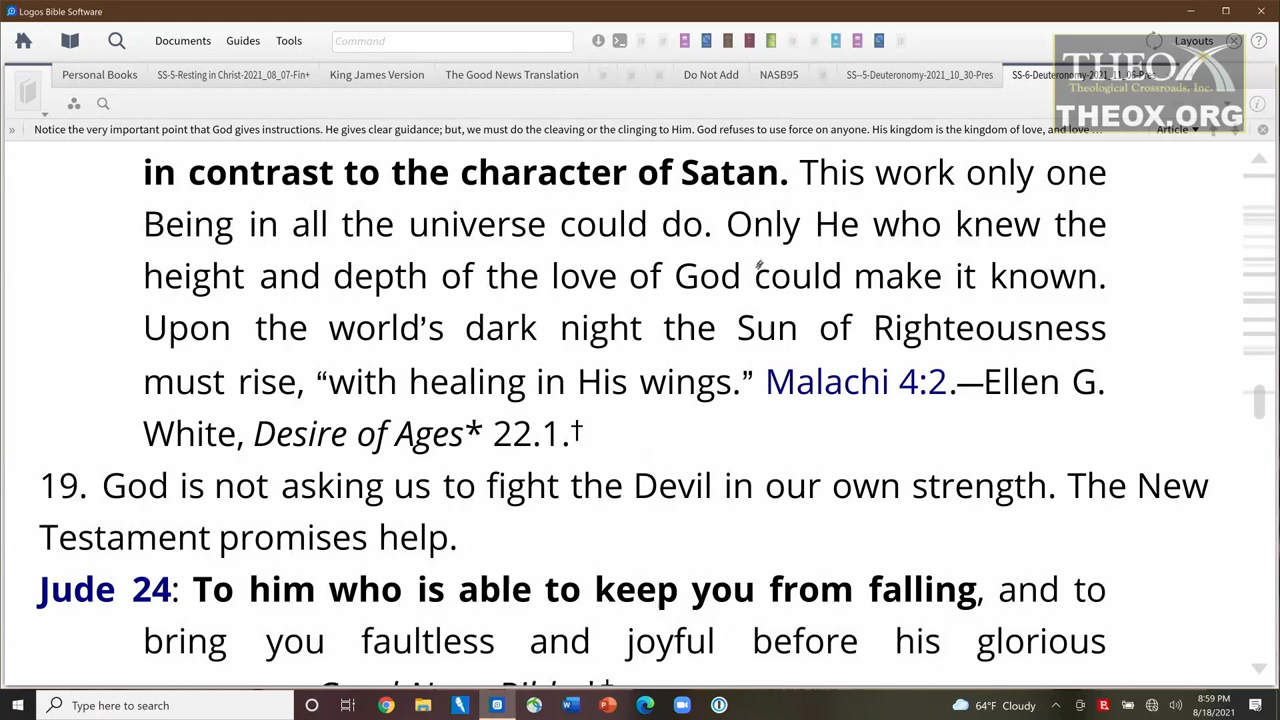 Logos Bible Software
Documents Guides Tools Command Layouts
Personal Books SS-5-Resting in Christ-2021_08_07-Fin+ King James Version The Good News Translation Do Not Add NASB95 SS--5-Deuteronomy-2021_10_30-Pres SS-6-Deuteronomy-2021_11_06-Pres
THEOX
Theological Crossroads, Inc.
THEOX.ORG
Notice the very important point that God gives instructions. He gives clear guidance; but, we must do the cleaving or the clinging to Him. God refuses to use force on anyone. His kingdom is the kingdom of love, and love ... Article
in contrast to the character of Satan. This work only one
Being in all the universe could do. Only He who knew the
height and depth of the love of God could make it known.
Upon the world’s dark night the Sun of Righteousness
must rise, “with healing in His wings.” Malachi 4:2.—Ellen G.
White, Desire of Ages* 22.1.†
19. God is not asking us to fight the Devil in our own strength. The New
Testament promises help.
Jude 24: To him who is able to keep you from falling, and to
bring you faultless and joyful before his glorious
Type here to search
64°F Cloudy
8:59 PM
8/18/2021